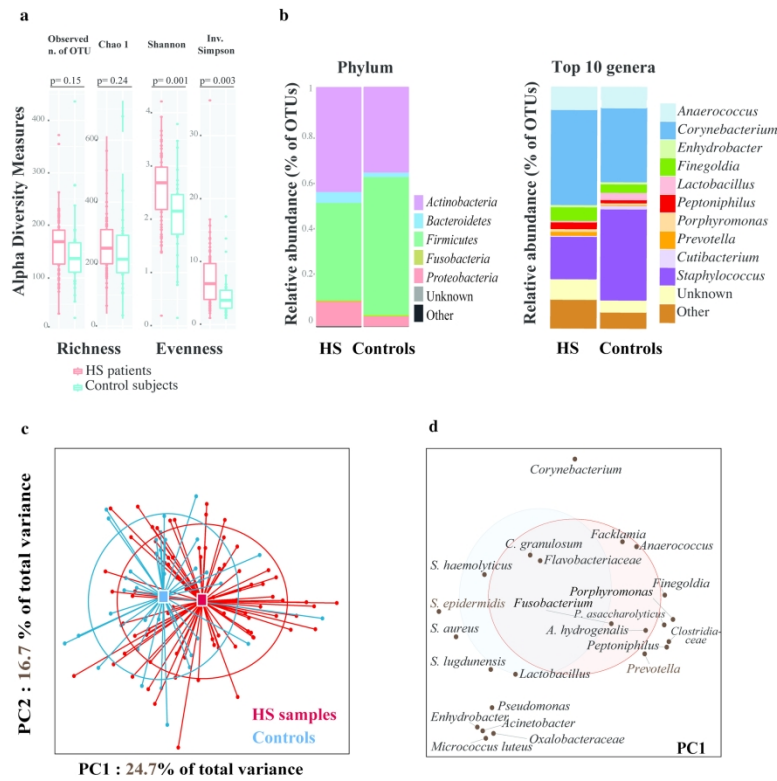 a
Observed
n. of OTU
Chao 1
Shannon
Inv.
Simpson
p= 0.15
p= 0.24
p= 0.001
p= 0.003
Alpha Diversity Measures
400
300
200
100
0
600
400
200
0
4
3
2
1
0
30
20
10
0
Richness
Evenness
HS patients
Control subjects
b
Phylum
Relative abundance (% of OTUs)
1
0.8
0.6
0.4
0.2
0
HS
Controls
Actinobacteria
Bacteroidetes
Firmicutes
Fusobacteria
Proteobacteria
Unknown
Other
Top 10 genera
Relative abundance (% of OTUs)
HS
Controls
Anaerococcus
Corynebacterium
Enhydrobacter
Finegoldia
Lactobacillus
Peptoniphilus
Porphyromonas
Prevotella
Cutibacterium
Staphylococcus
Unknown
Other
c
PC2 : 16.7 % of total variance
HS samples
Controls
PC1 : 24.7% of total variance
d
Corynebacterium
Facklamia
C. granulosum
Anaerococcus
Flavobacteriaceae
S. haemolyticus
Porphyromonas
Finegoldia
S. epidermidis
Fusobacterium
P. asaccharolyticus
S. aureus
A. hydrogenalis
Clostridia-
ceae
Peptoniphilus
S. lugdunensis
Lactobacillus
Prevotella
Pseudomonas
Enhydrobacter
Acinetobacter
Oxalobacteraceae
Micrococcus luteus
PC1